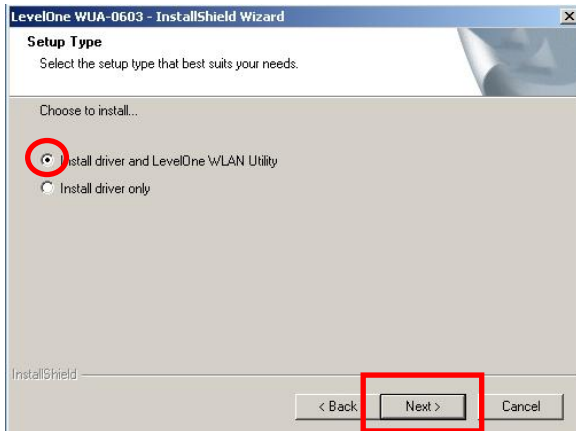 LevelOne WUA-0603 - InstallShield Wizard
Setup Type
Select the setup type that best suits your needs.
Choose to install...
Install driver and LevelOne WLAN Utility
Install driver only
InstallShield
< Back
Next >
Cancel